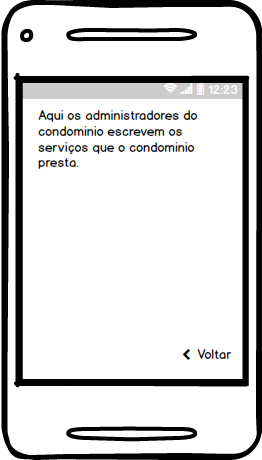 12:23
Aqui os administradores do
condominio escrevem os
serviços que o condominio
presta.
Voltar